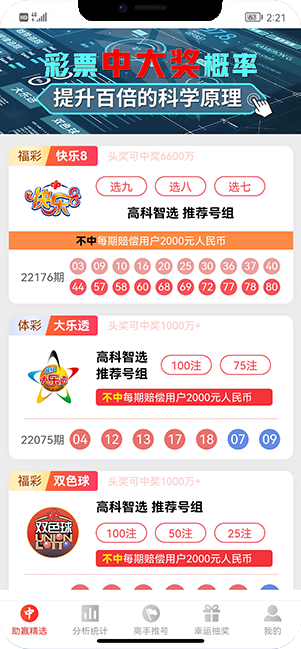 HD 4G 63 2:21
彩票中大奖概率
提升百倍的科学原理
福彩 快乐8 头奖可中奖6600万
快乐
选九 选八 选七
高科智选 推荐号组
不中每期赔偿用户2000元人民币
22176期
03 09 10 16 20 25 30 36 37 40
44 57 58 60 68 69 72 77 78 80
体彩 大乐透 头奖可中奖1000万+
超级大乐透
高科智选
推荐号组
100注 75注
不中每期赔偿用户2000元人民币
22075期 04 12 13 17 18 07 09
福彩 双色球 头奖可中奖1000万+
双色球
UNION
LOTTO
高科智选 推荐号组
100注 50注 25注
不中每期赔偿用户2000元人民币
中
助赢精选 分析统计 高手推号 幸运抽奖 我的